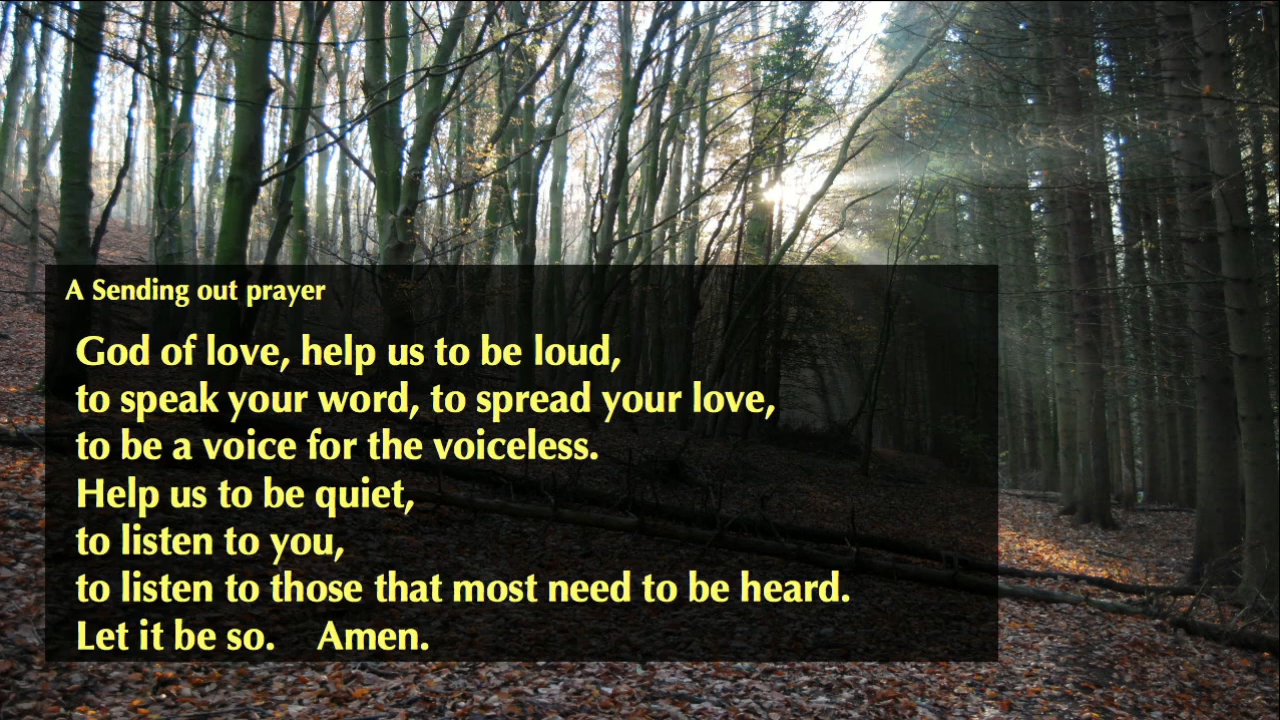 A Sending out prayer
God of love, help us to be loud,
to speak your word, to spread your love,
to be a voice for the voiceless.
Help us to be quiet,
to listen to you,
to listen to those that most need to be heard.
Let it be so. Amen.